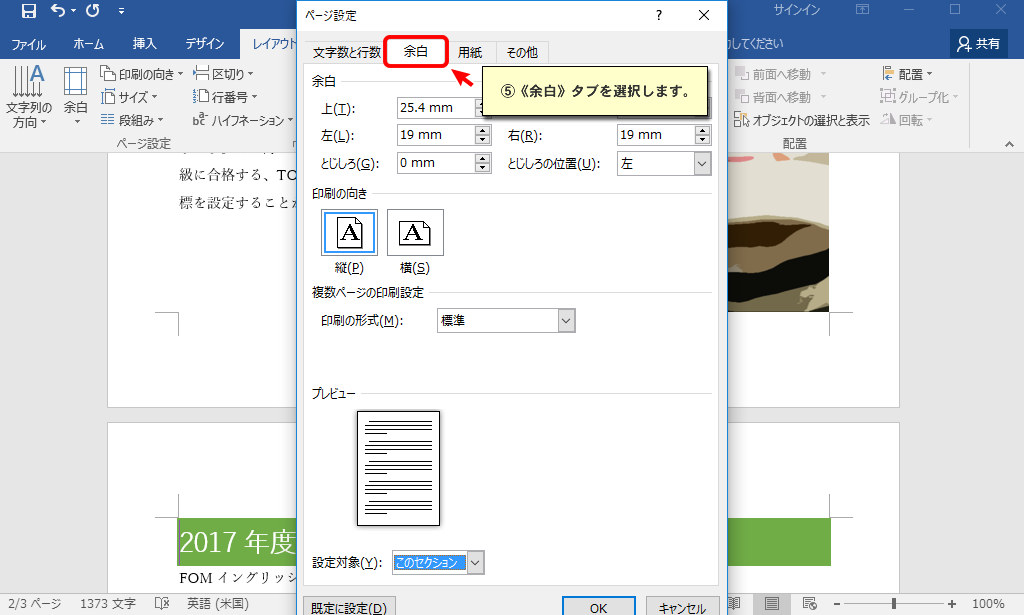 ページ設定
?
サインイン
ファイル
ホーム
挿入
デザイン
レイアウト
力してください
共有
文字数と行数
余白
用紙
その他
⑤《余白》タブを選択します。
文字列の方向
余白
印刷の向き
サイズ
段組み
区切り
行番号
ハイフネーション
ページ設定
前面へ移動
背面へ移動
オブジェクトの選択と表示
配置
グループ化
回転
配置
余白
上(T):
25.4 mm
左(L):
19 mm
右(R):
19 mm
とじしろ(G):
0 mm
とじしろの位置(U):
左
印刷の向き
縦(P)
横(S)
複数ページの印刷設定
印刷の形式(M):
標準
プレビュー
設定対象(Y):
このセクション
既定に設定(D)
OK
キャンセル
級に合格する、TO
標を設定することが
2017 年度
FOM イングリッシ
2/3 ページ
1373 文字
英語 (米国)
100%